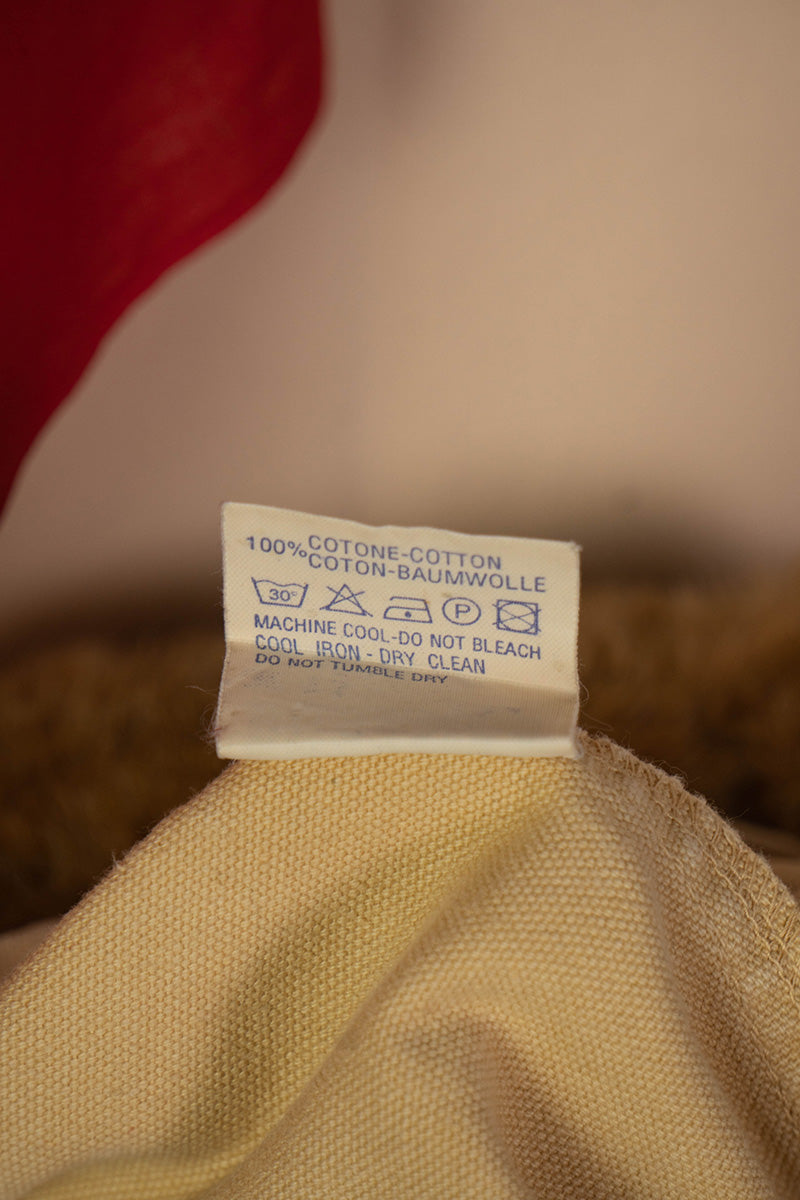 100% COTONE-COTTON
COTON-BAUMWOLLE
30° P
MACHINE COOL-DO NOT BLEACH
COOL IRON - DRY CLEAN
DO NOT TUMBLE DRY